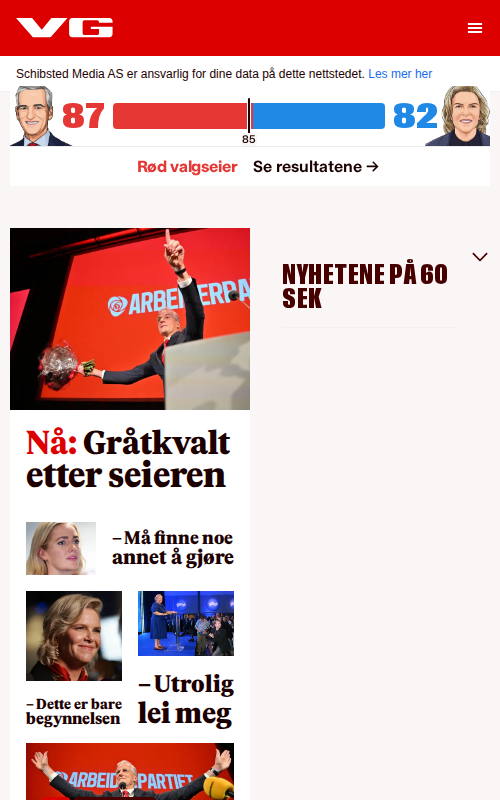 VG
Schibsted Media AS er ansvarlig for dine data på dette nettstedet. Les mer her
87
82
85
Rød valgseier Se resultatene →
ARBEIDERPA
NYHETENE PÅ 60
SEK
Nå: Gråtkvalt
etter seieren
– Må finne noe
annet å gjøre
– Dette er bare
begynnelsen
– Utrolig
lei meg
ARBEIDERPARTIET